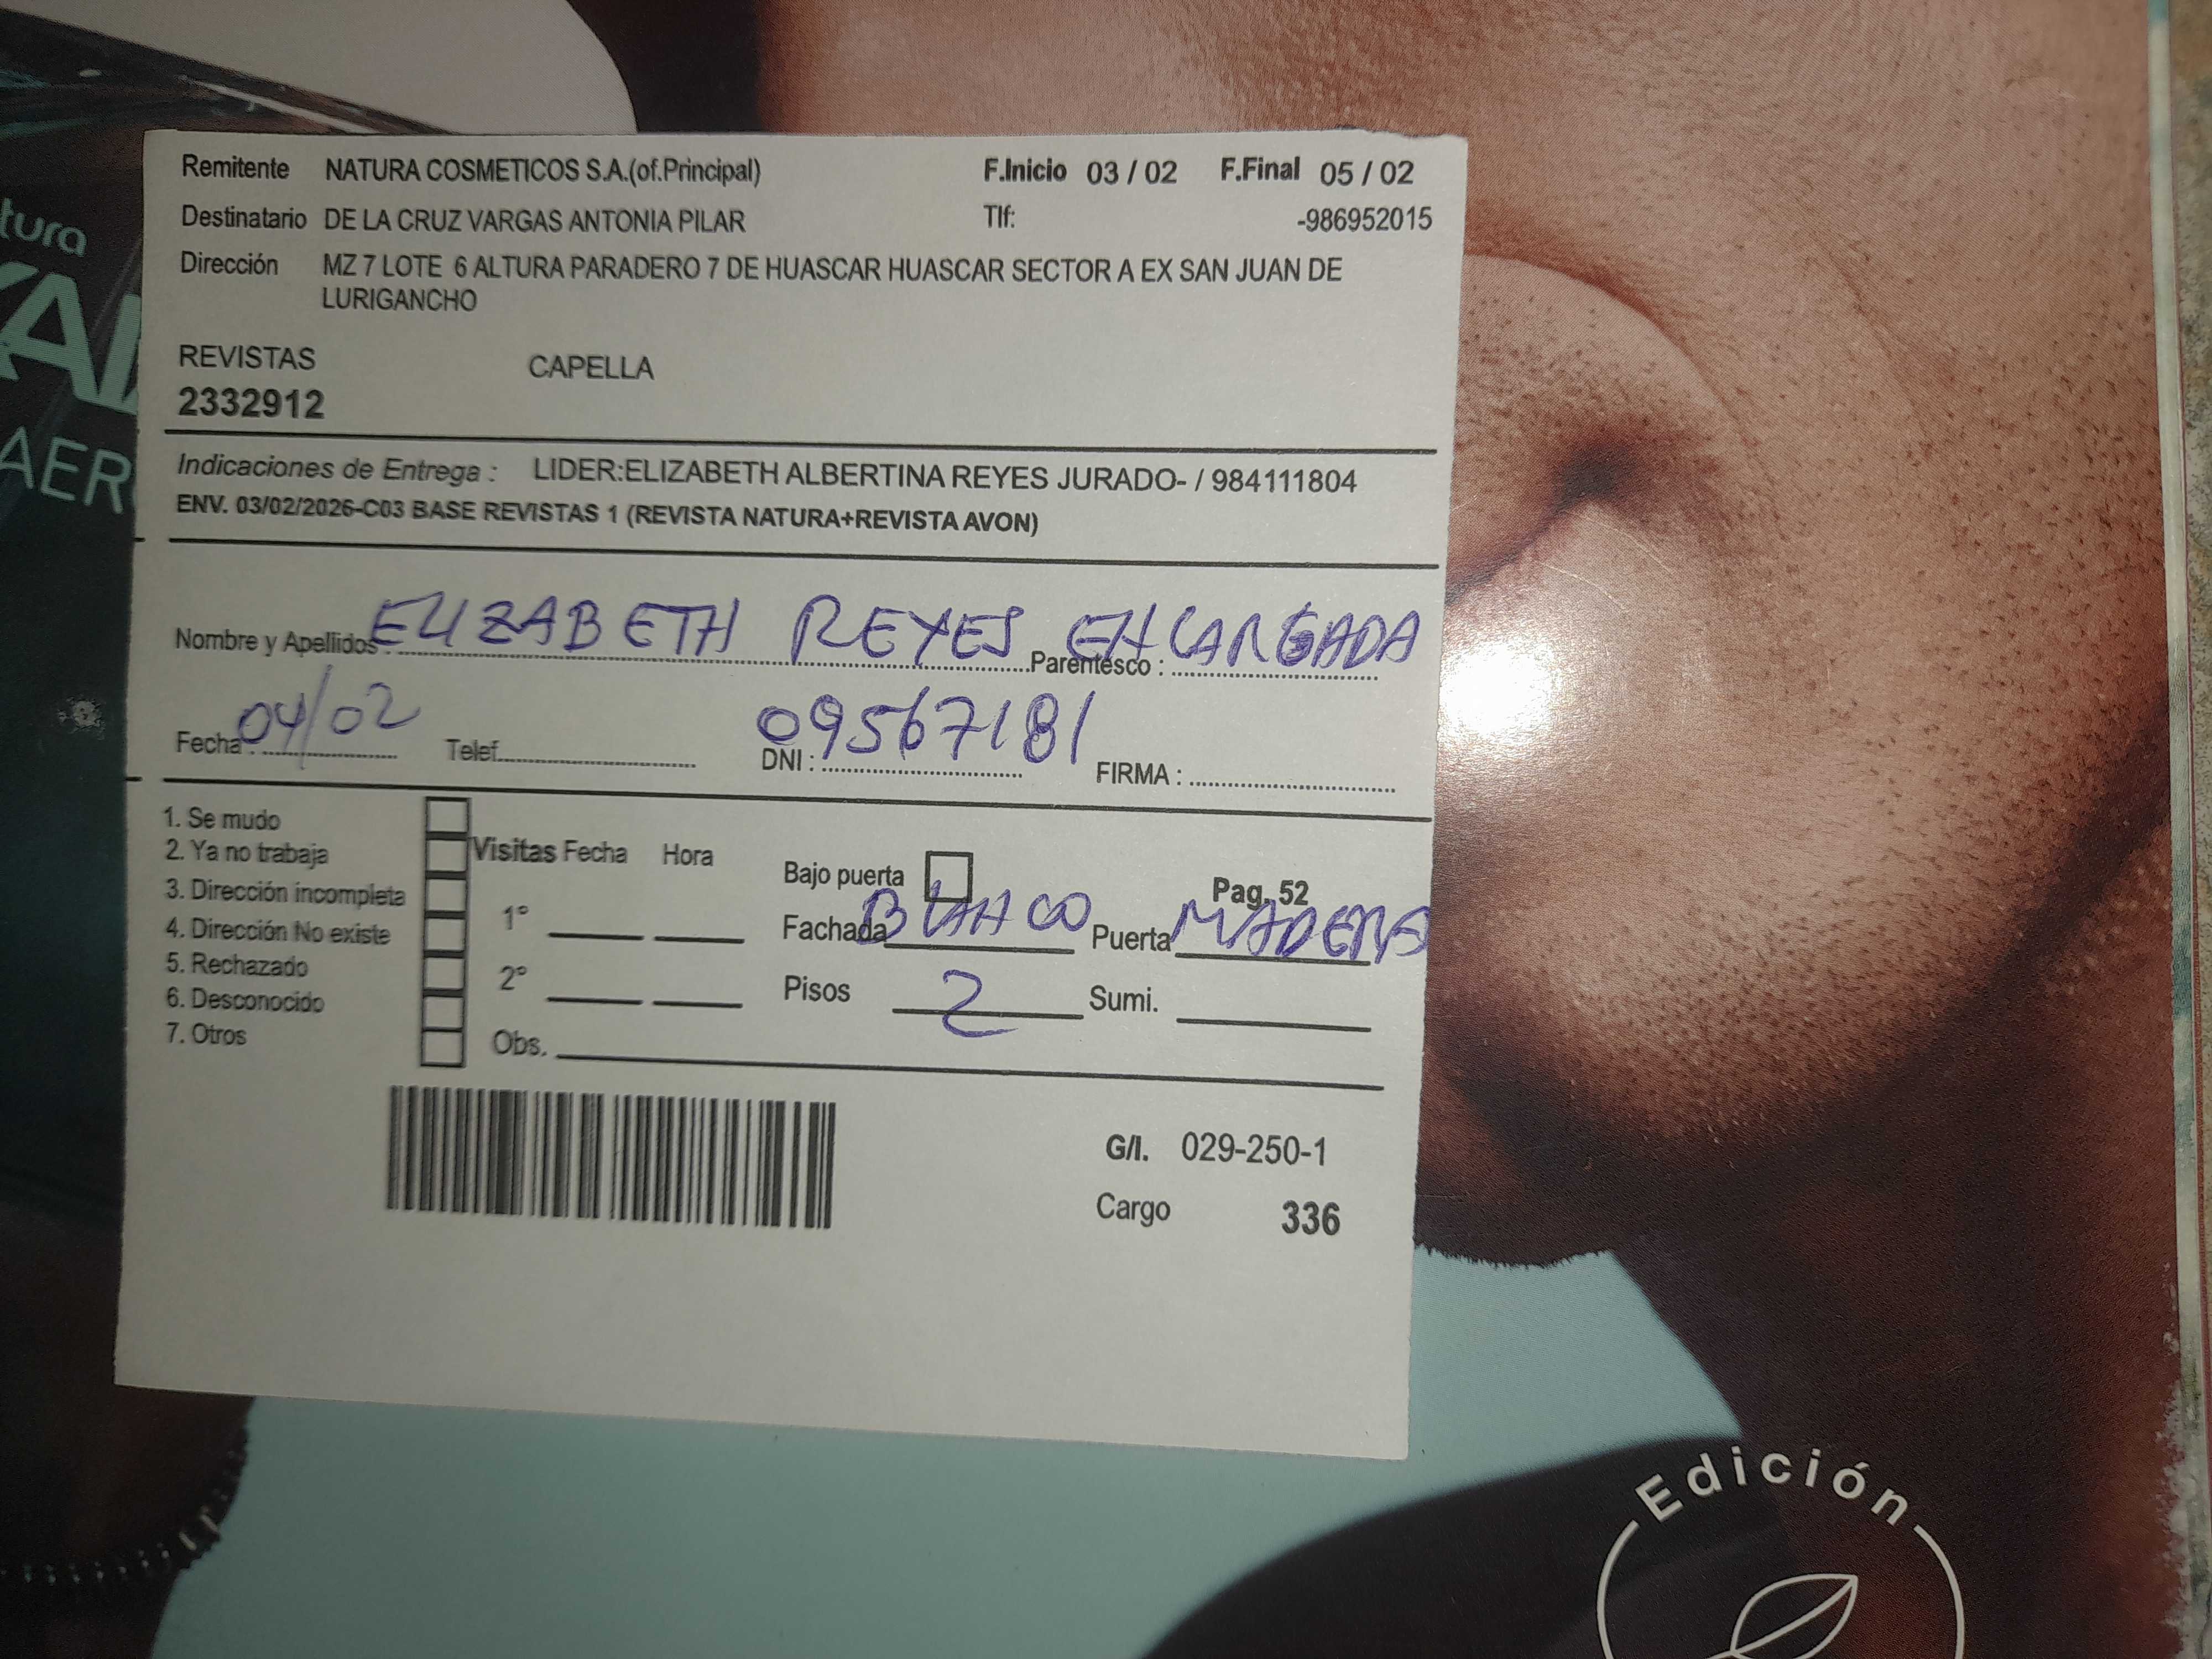 Remitente NATURA COSMETICOS S.A.(of.Principal) F.Inicio 03 / 02 F.Final 05 / 02
Destinatario DE LA CRUZ VARGAS ANTONIA PILAR Tlf: -986952015
Dirección MZ 7 LOTE 6 ALTURA PARADERO 7 DE HUASCAR HUASCAR SECTOR A EX SAN JUAN DE
LURIGANCHO
REVISTAS CAPELLA
2332912
Indicaciones de Entrega : LIDER:ELIZABETH ALBERTINA REYES JURADO- / 984111804
ENV. 03/02/2026-C03 BASE REVISTAS 1 (REVISTA NATURA+REVISTA AVON)
Nombre y Apellidos : ELIZABETH REYES Parentesco : ENCARGADA
Fecha : 04/02 Telef. DNI : 09567181 FIRMA :
1. Se mudo
2. Ya no trabaja
3. Dirección incompleta
4. Dirección No existe
5. Rechazado
6. Desconocido
7. Otros
Visitas Fecha Hora
1°
2°
Obs.
Bajo puerta Pag. 52
Fachada BLANCO Puerta MADERA
Pisos 2 Sumi.
G/I. 029-250-1
Cargo 336
tura
AER
Edición